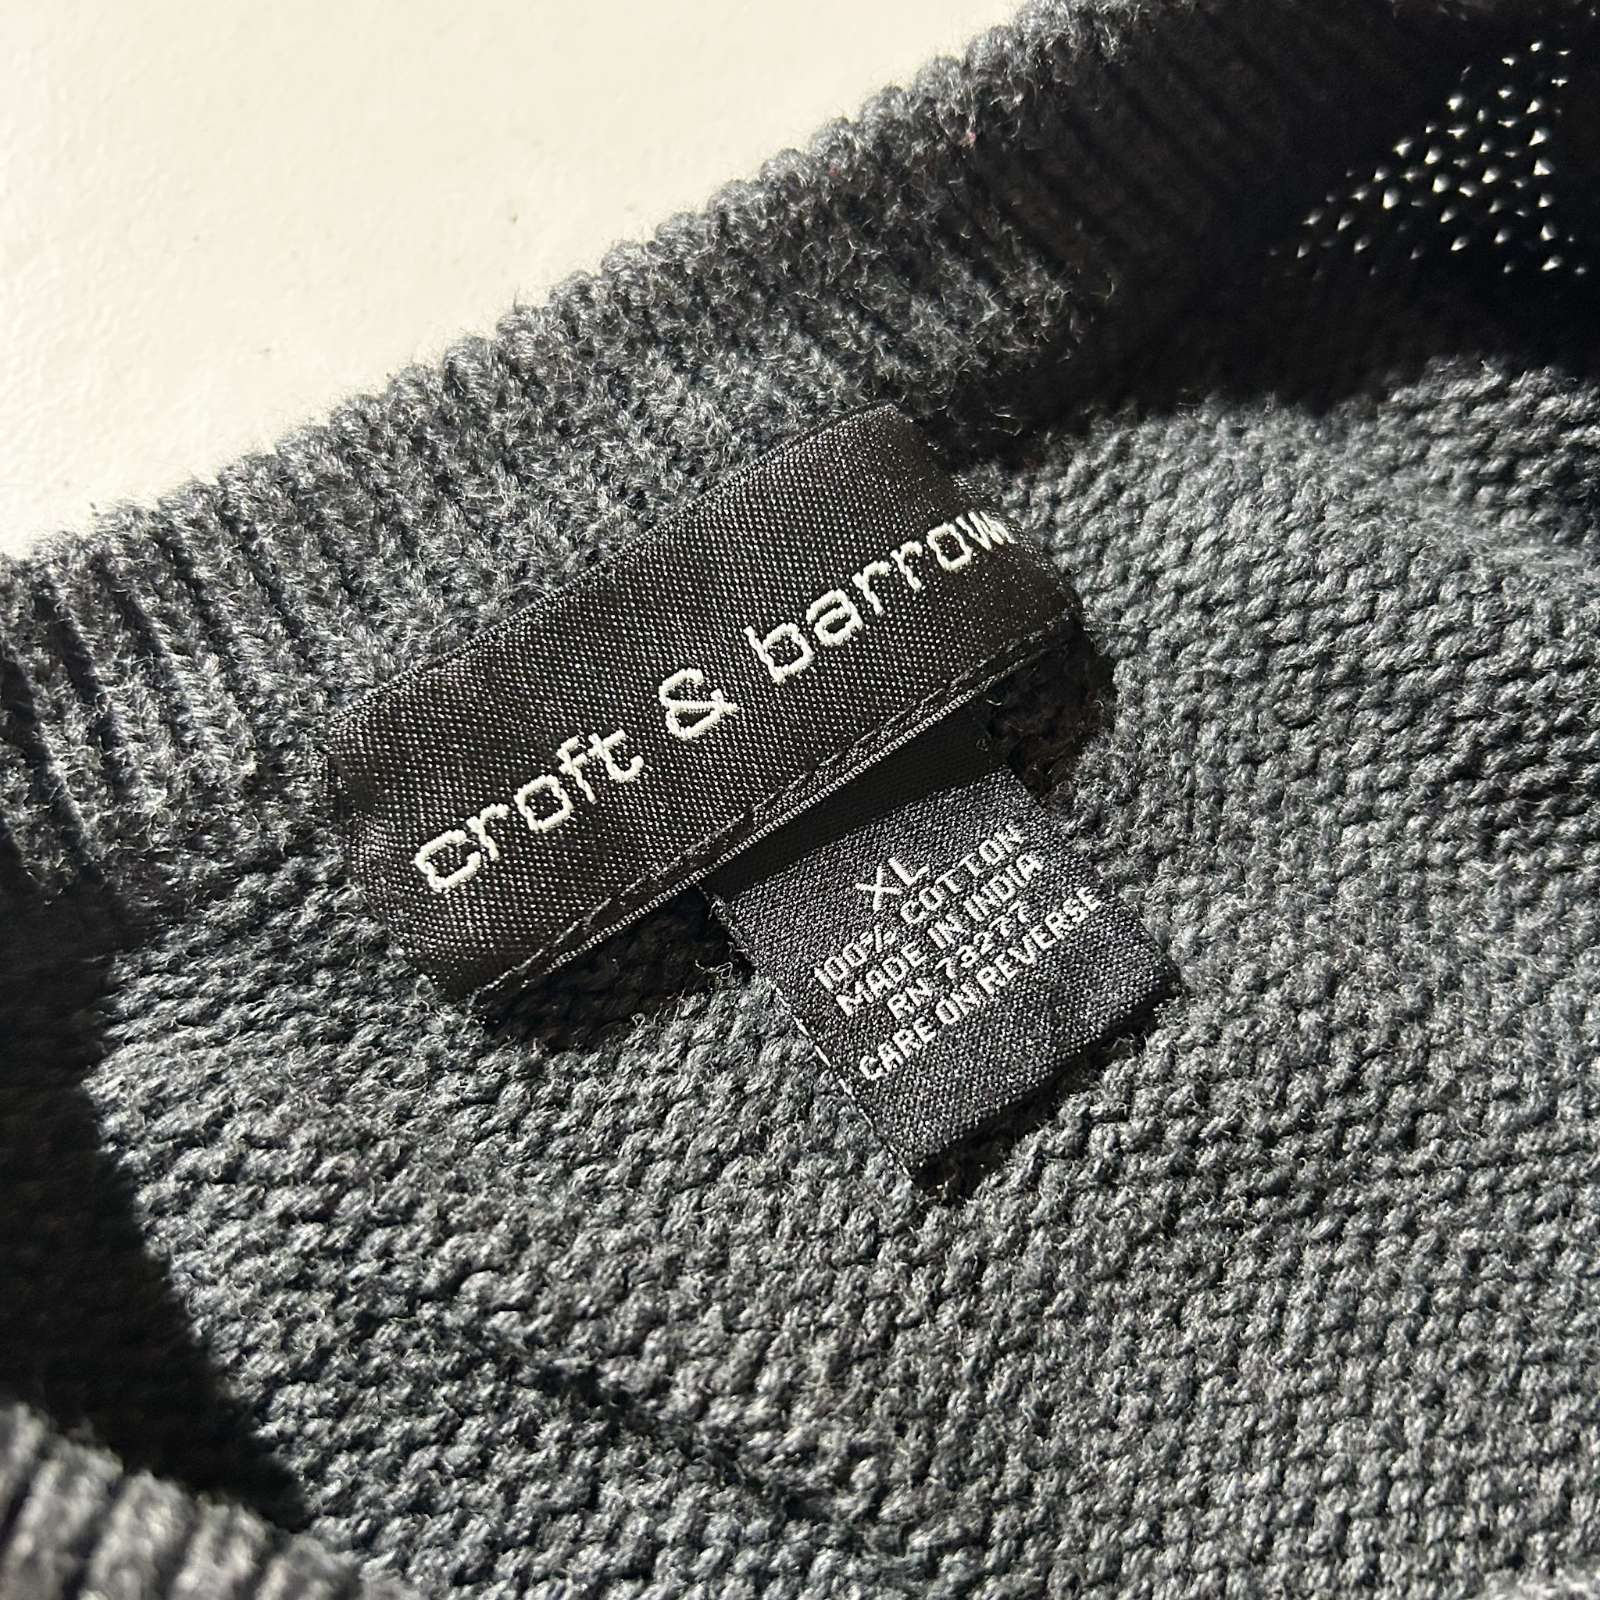 croft & barrow
XL
100% COTTON
MADE IN INDIA
RN 73277
CARE ON REVERSE